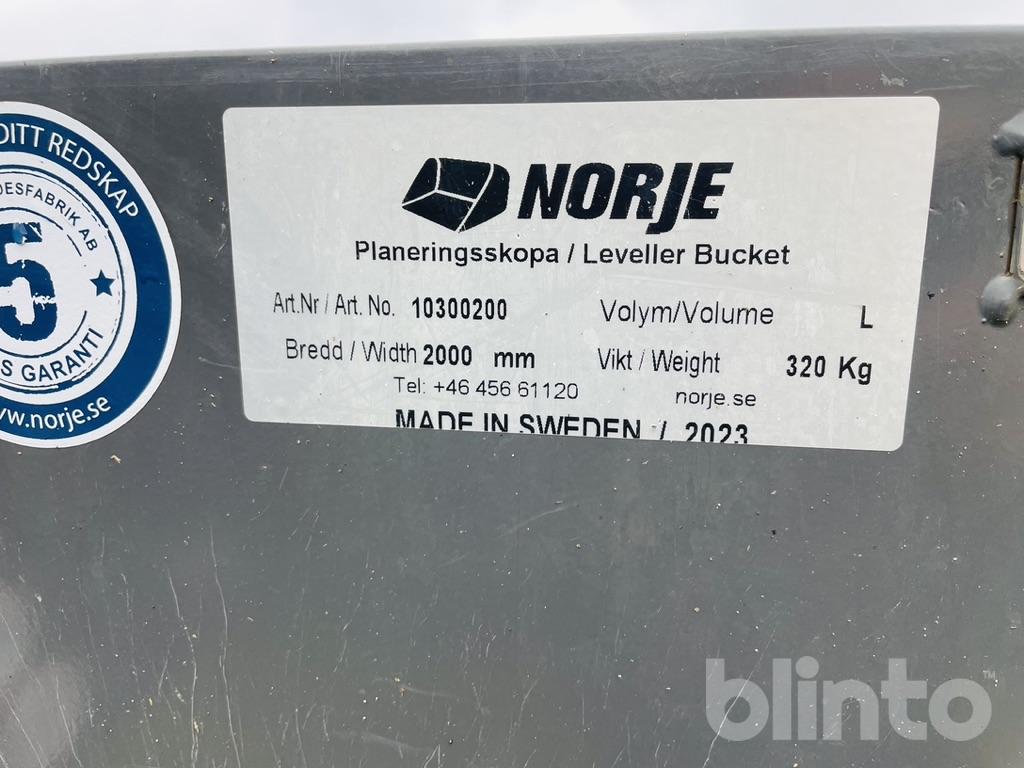 DITT REDSKAP
DESFABRIK AB
5
S GARANTI
www.norje.se
NORJE
Planeringsskopa / Leveller Bucket
Art.Nr / Art. No. 10300200
Volym/Volume L
Bredd / Width 2000 mm
Vikt / Weight 320 Kg
Tel: +46 456 61120
norje.se
MADE IN SWEDEN / 2023
blinto™